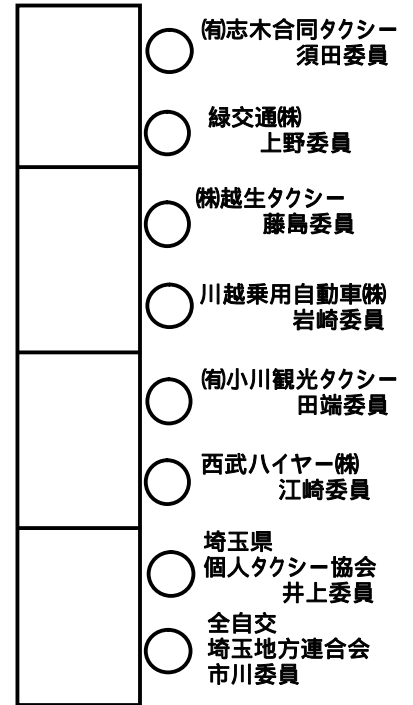 ㈲志木合同タクシー
須田委員
緑交通㈱
上野委員
㈱越生タクシー
藤島委員
川越乗用自動車㈱
岩崎委員
㈲小川観光タクシー
田端委員
西武ハイヤー㈱
江崎委員
埼玉県
個人タクシー協会
井上委員
全自交
埼玉地方連合会
市川委員